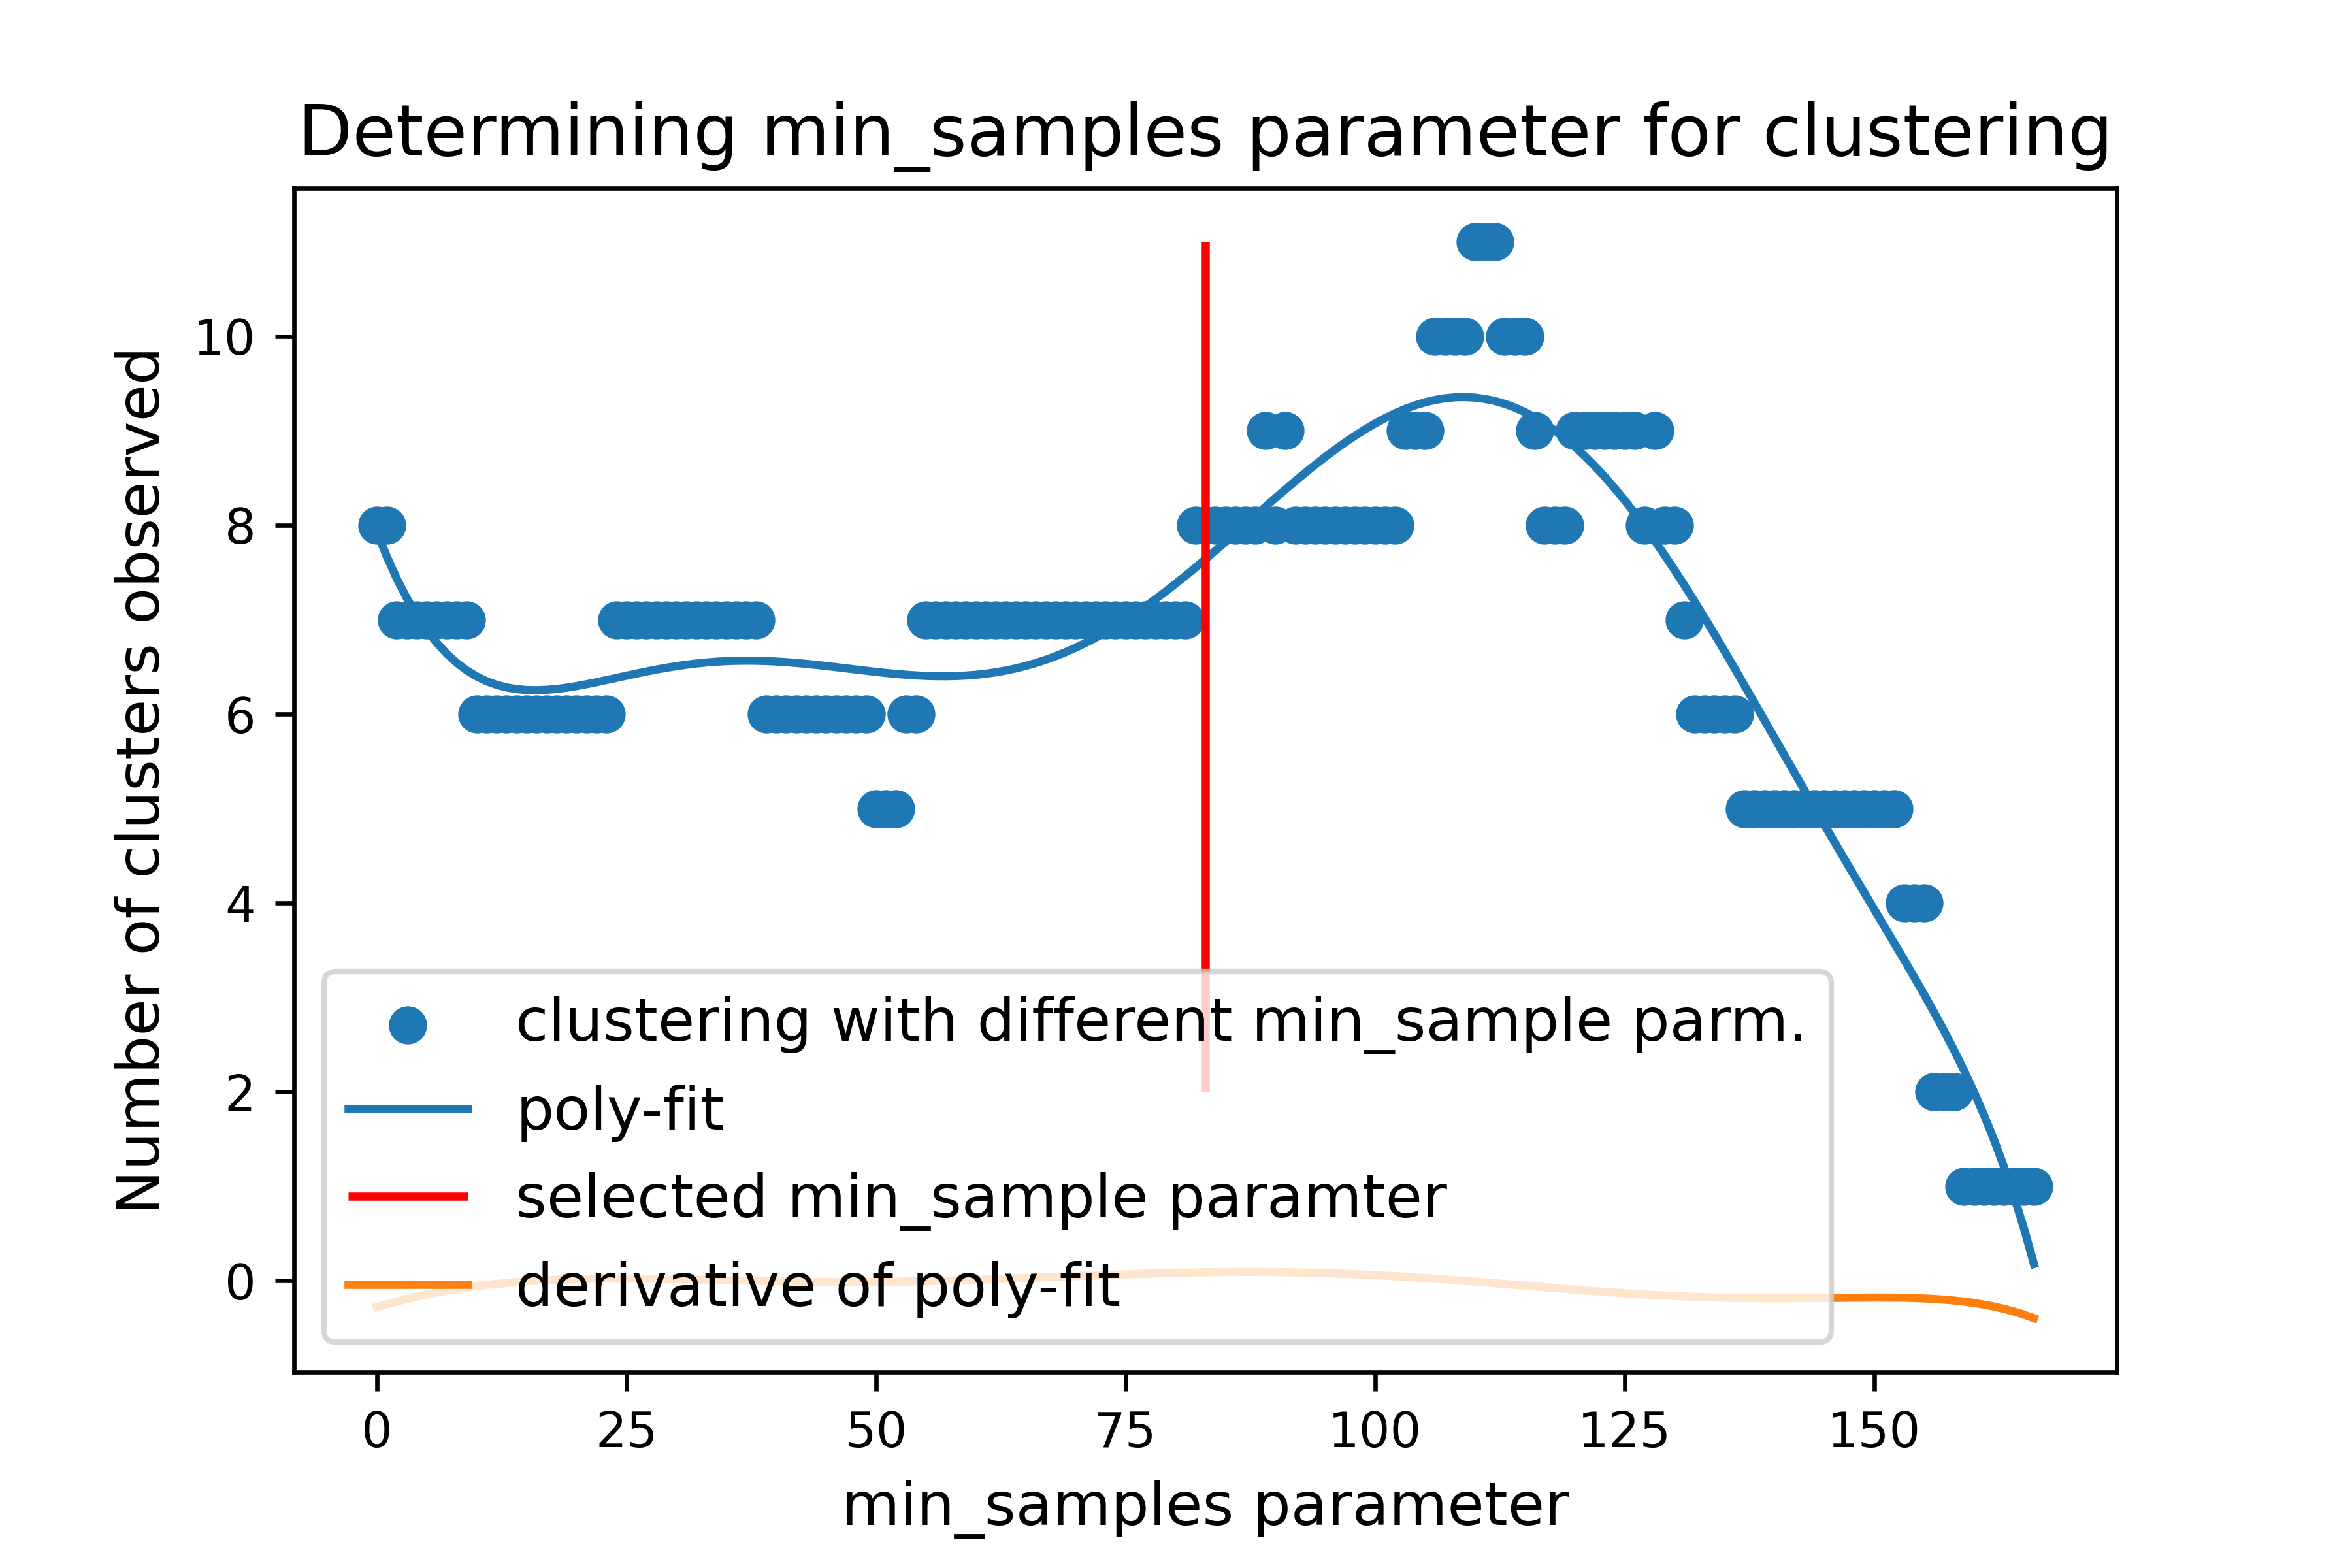 Determining min_samples parameter for clustering
Number of clusters observed
10
8
6
4
2
0
clustering with different min_sample parm.
poly-fit
selected min_sample paramter
derivative of poly-fit
0 25 50 75 100 125 150
min_samples parameter